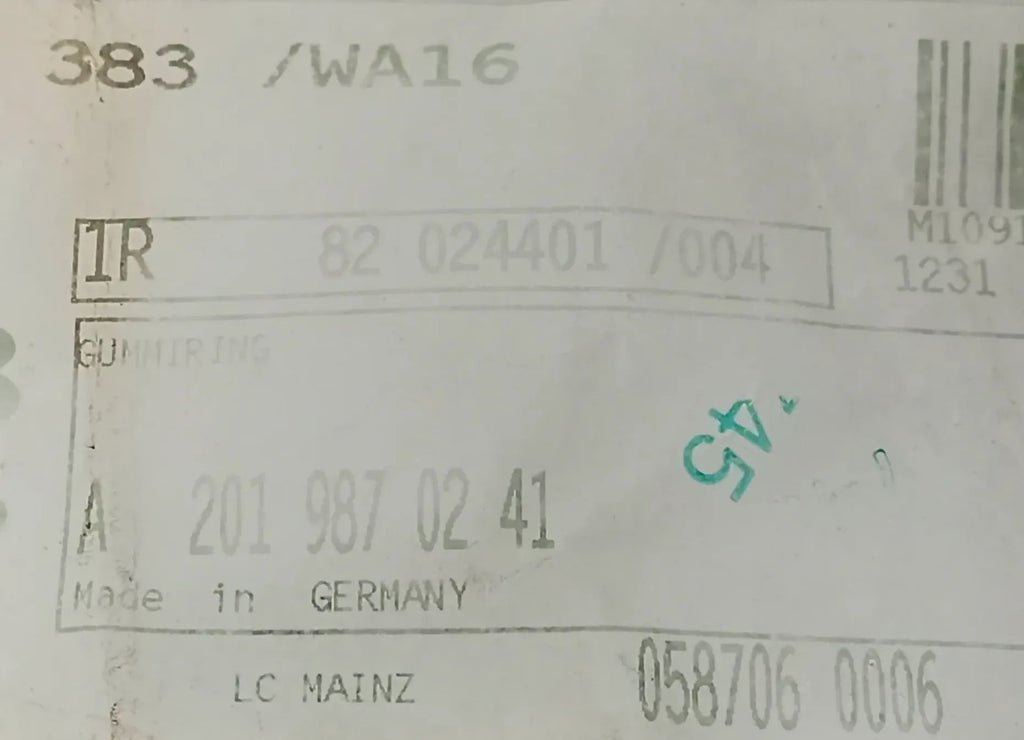 383 /WA16
M1091
1231
1R 82 024401 /004
GUMMIRING
45
A 201 987 02 41
Made in GERMANY
LC MAINZ
058706 0006